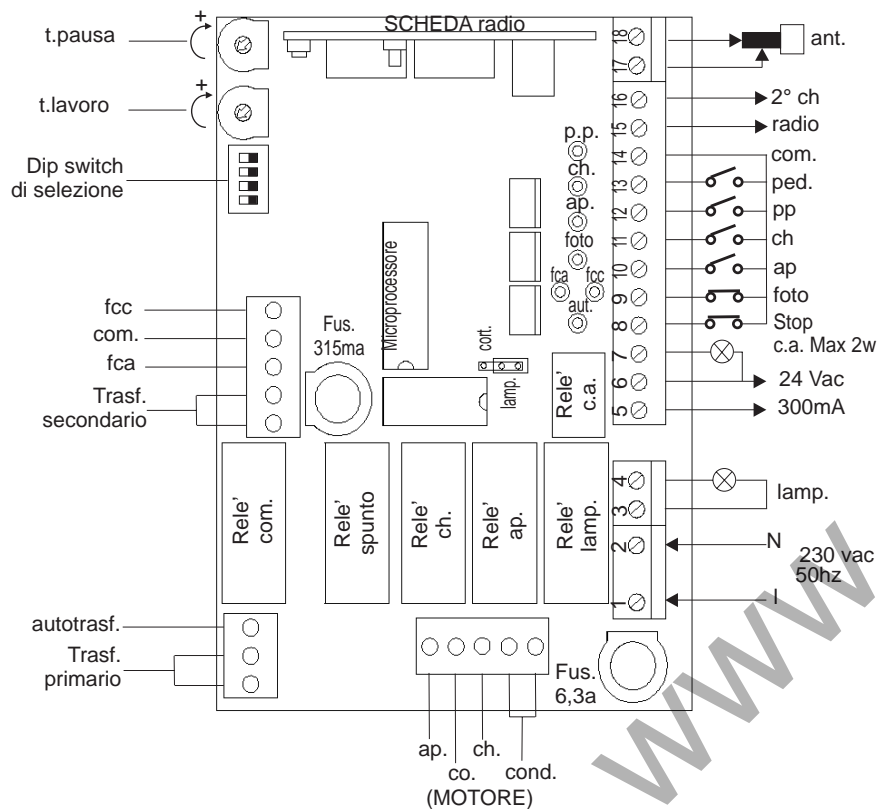 SCHEDA radio
t.pausa
+
t.lavoro
+
Dip switch
di selezione
fcc
com.
fca
Trasf.
secondario
Fus.
315ma
Microprocessore
cort.
lamp.
p.p.
ch.
ap.
foto
fca
fcc
aut.
18
17
16
15
14
13
12
11
10
9
8
7
6
5
4
3
2
1
ant.
2° ch
radio
com.
ped.
pp
ch
ap
foto
Stop
c.a. Max 2w
24 Vac
300mA
lamp.
N
230 vac
50hz
l
Rele' c.a.
Rele' com.
Rele' spunto
Rele' ch.
Rele' ap.
Rele' lamp.
autotrasf.
Trasf.
primario
Fus.
6,3a
ap.
co.
ch.
cond.
(MOTORE)
www